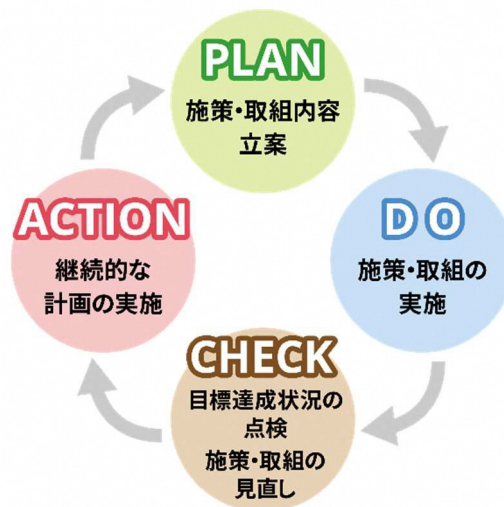 PLAN
施策・取組内容
立案
DO
施策・取組の
実施
CHECK
目標達成状況の
点検
施策・取組の
見直し
ACTION
継続的な
計画の実施